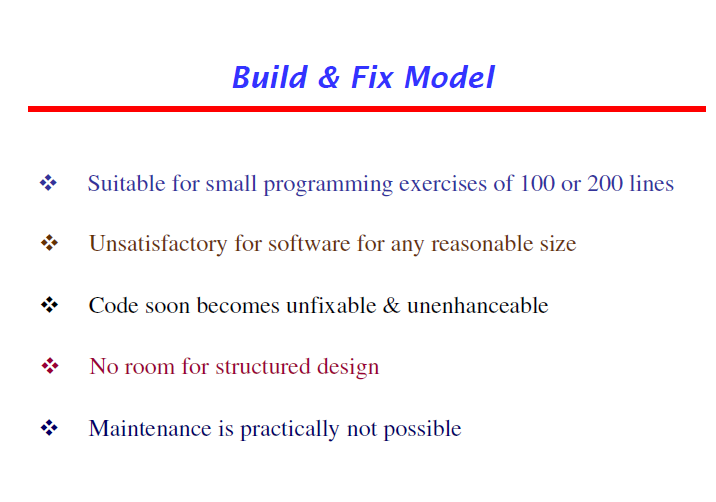 Build & Fix Model
❖ Suitable for small programming exercises of 100 or 200 lines
❖ Unsatisfactory for software for any reasonable size
❖ Code soon becomes unfixable & unenhanceable
❖ No room for structured design
❖ Maintenance is practically not possible